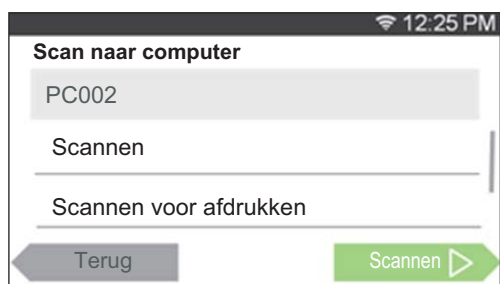 12:25 PM
Scan naar computer
PC002
Scannen
Scannen voor afdrukken
Terug
Scannen